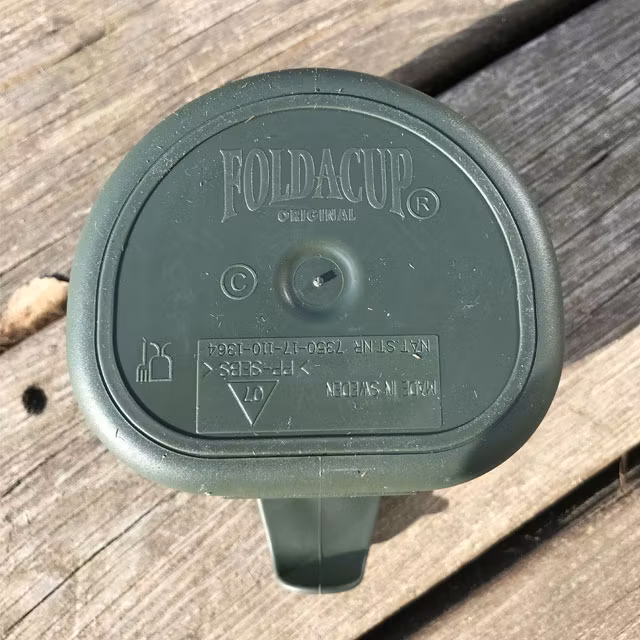 FOLDACUP®
ORIGINAL
©
MADE IN SWEDEN
07
> PP-SEBS <
NAT.ST.NR 7350-17-110-1364